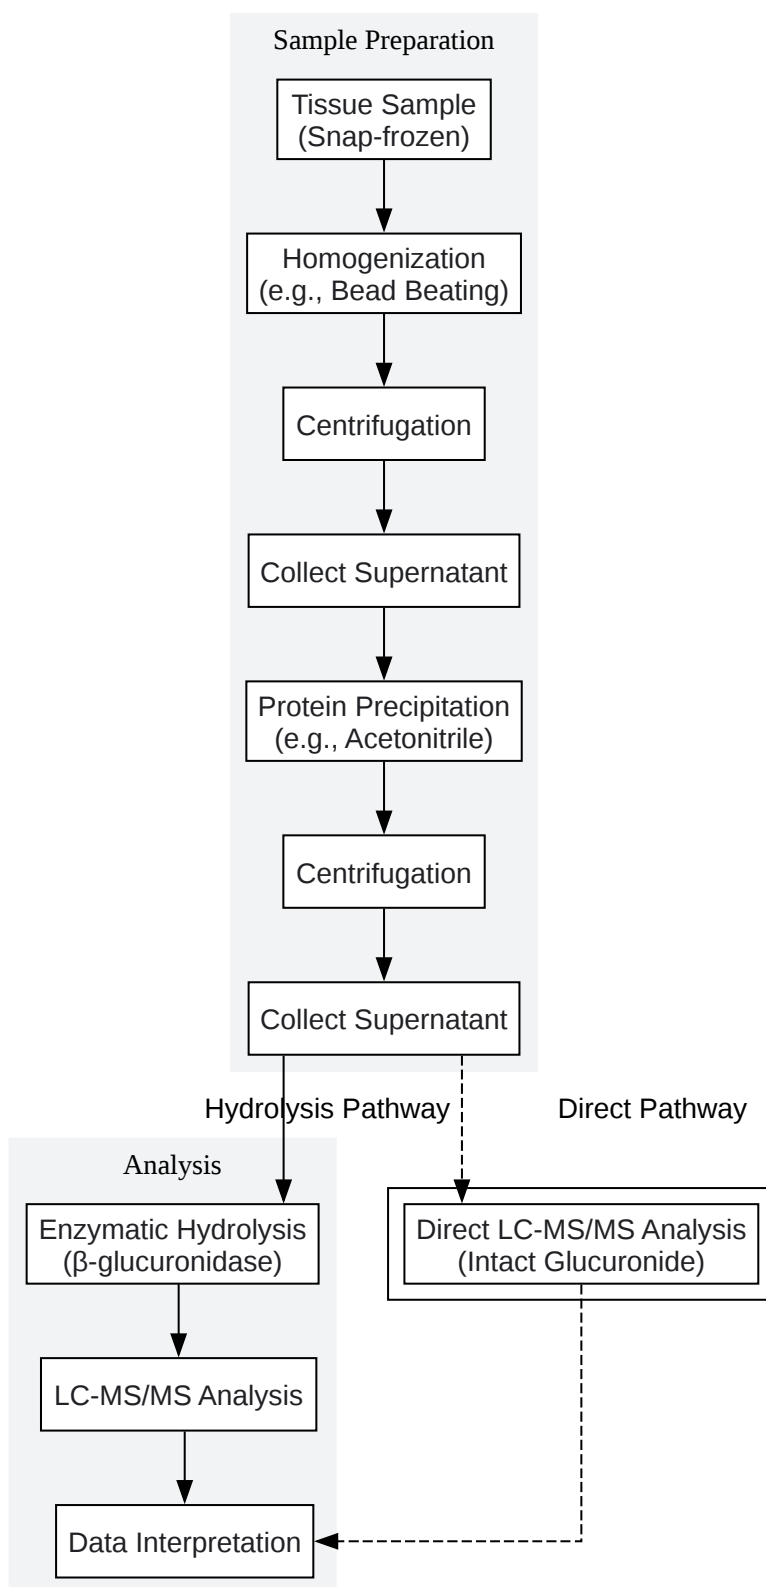 Sample Preparation
Tissue Sample
(Snap-frozen)
Homogenization
(e.g., Bead Beating)
Centrifugation
Collect Supernatant
Protein Precipitation
(e.g., Acetonitrile)
Centrifugation
Collect Supernatant
Hydrolysis Pathway
Direct Pathway
Analysis
Enzymatic Hydrolysis
(β-glucuronidase)
Direct LC-MS/MS Analysis
(Intact Glucuronide)
LC-MS/MS Analysis
Data Interpretation